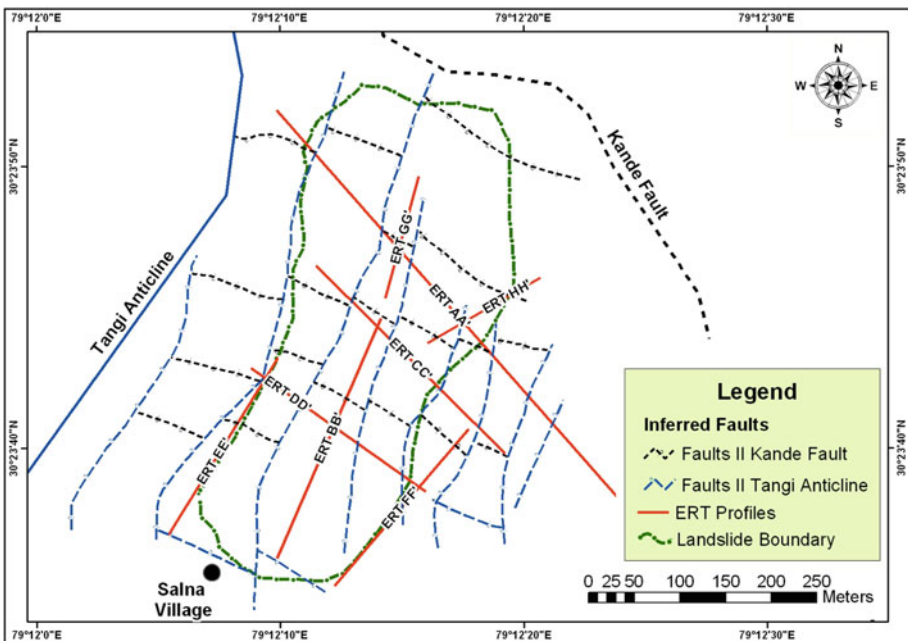 79°12'0"E
79°12'10"E
79°12'20"E
79°12'30"E
N
W
E
S
30°23'50"N
30°23'50"N
Kande Fault
Tangi Anticline
ERT-GG'
ERT-HH'
ERT-AA'
ERT-CC'
ERT-DD'
ERT-BB'
ERT-EE'
ERT-FF'
30°23'40"N
30°23'40"N
Legend
Inferred Faults
Faults II Kande Fault
Faults II Tangi Anticline
ERT Profiles
Landslide Boundary
Salna
Village
0 25 50 100 150 200 250
Meters
79°12'0"E
79°12'10"E
79°12'20"E
79°12'30"E